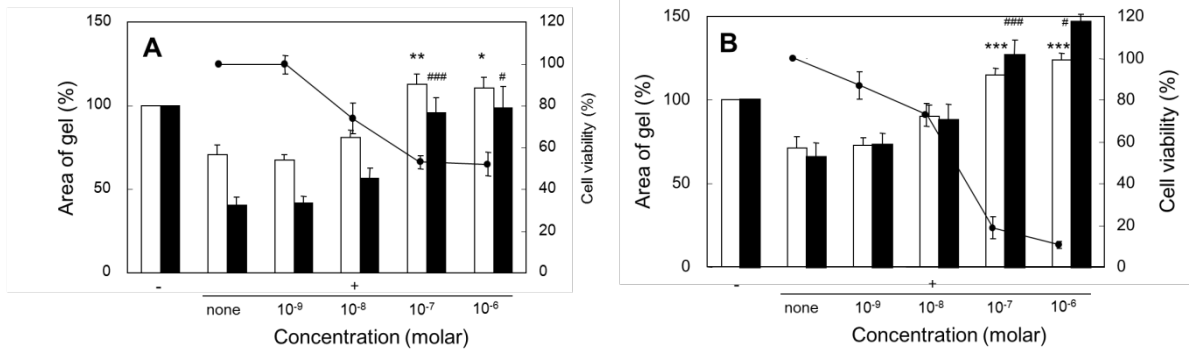 A
150
100
50
0
Area of gel (%)
120
100
80
60
40
20
0
Cell viability (%)
** *
### #
- +
none 10-9 10-8 10-7 10-6
Concentration (molar)
B
150
100
50
0
Area of gel (%)
120
100
80
60
40
20
0
Cell viability (%)
### #
*** ***
- +
none 10-9 10-8 10-7 10-6
Concentration (molar)